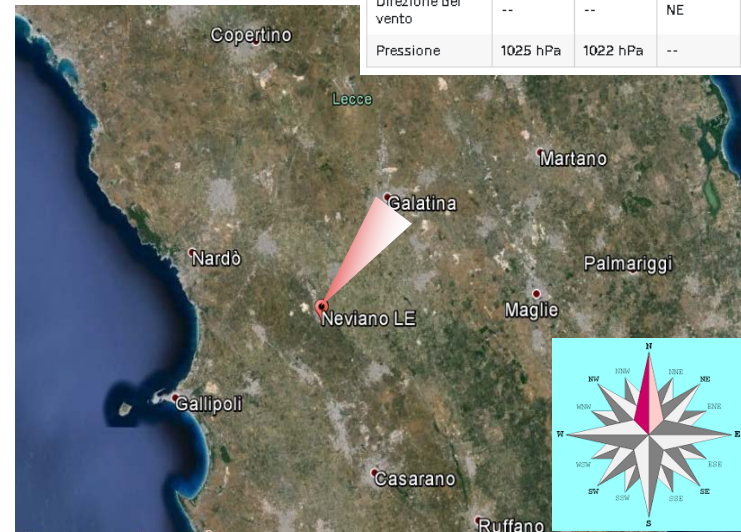 Direzione del
vento -- -- NE
Pressione 1025 hPa 1022 hPa --
Copertino
Lecce
Martano
Galatina
Nardò
Palmariggi
Maglie
Neviano LE
Gallipoli
Casarano
Ruffano
N
NNW NNE
NW NE
WNW ENE
W E
WSW ESE
SW SE
SSW SSE
S